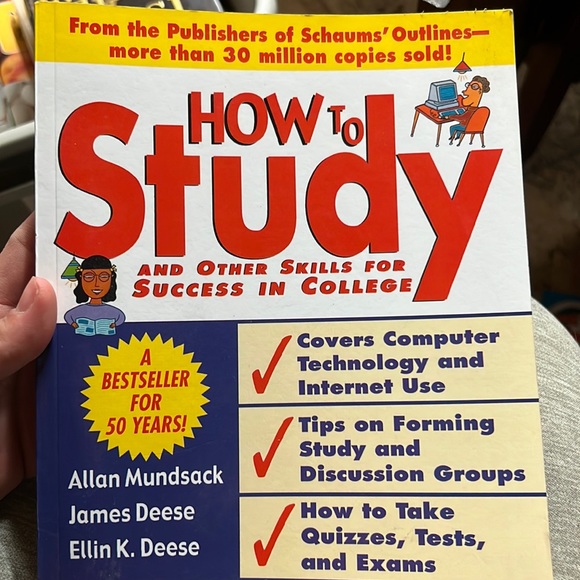 From the Publishers of Schaums' Outlines—
more than 30 million copies sold!
HOW TO
Study
AND OTHER SKILLS FOR
SUCCESS IN COLLEGE
A
BESTSELLER
FOR
50 YEARS!
Allan Mundsack
James Deese
Ellin K. Deese
Covers Computer
Technology and
Internet Use
Tips on Forming
Study and
Discussion Groups
How to Take
Quizzes, Tests,
and Exams